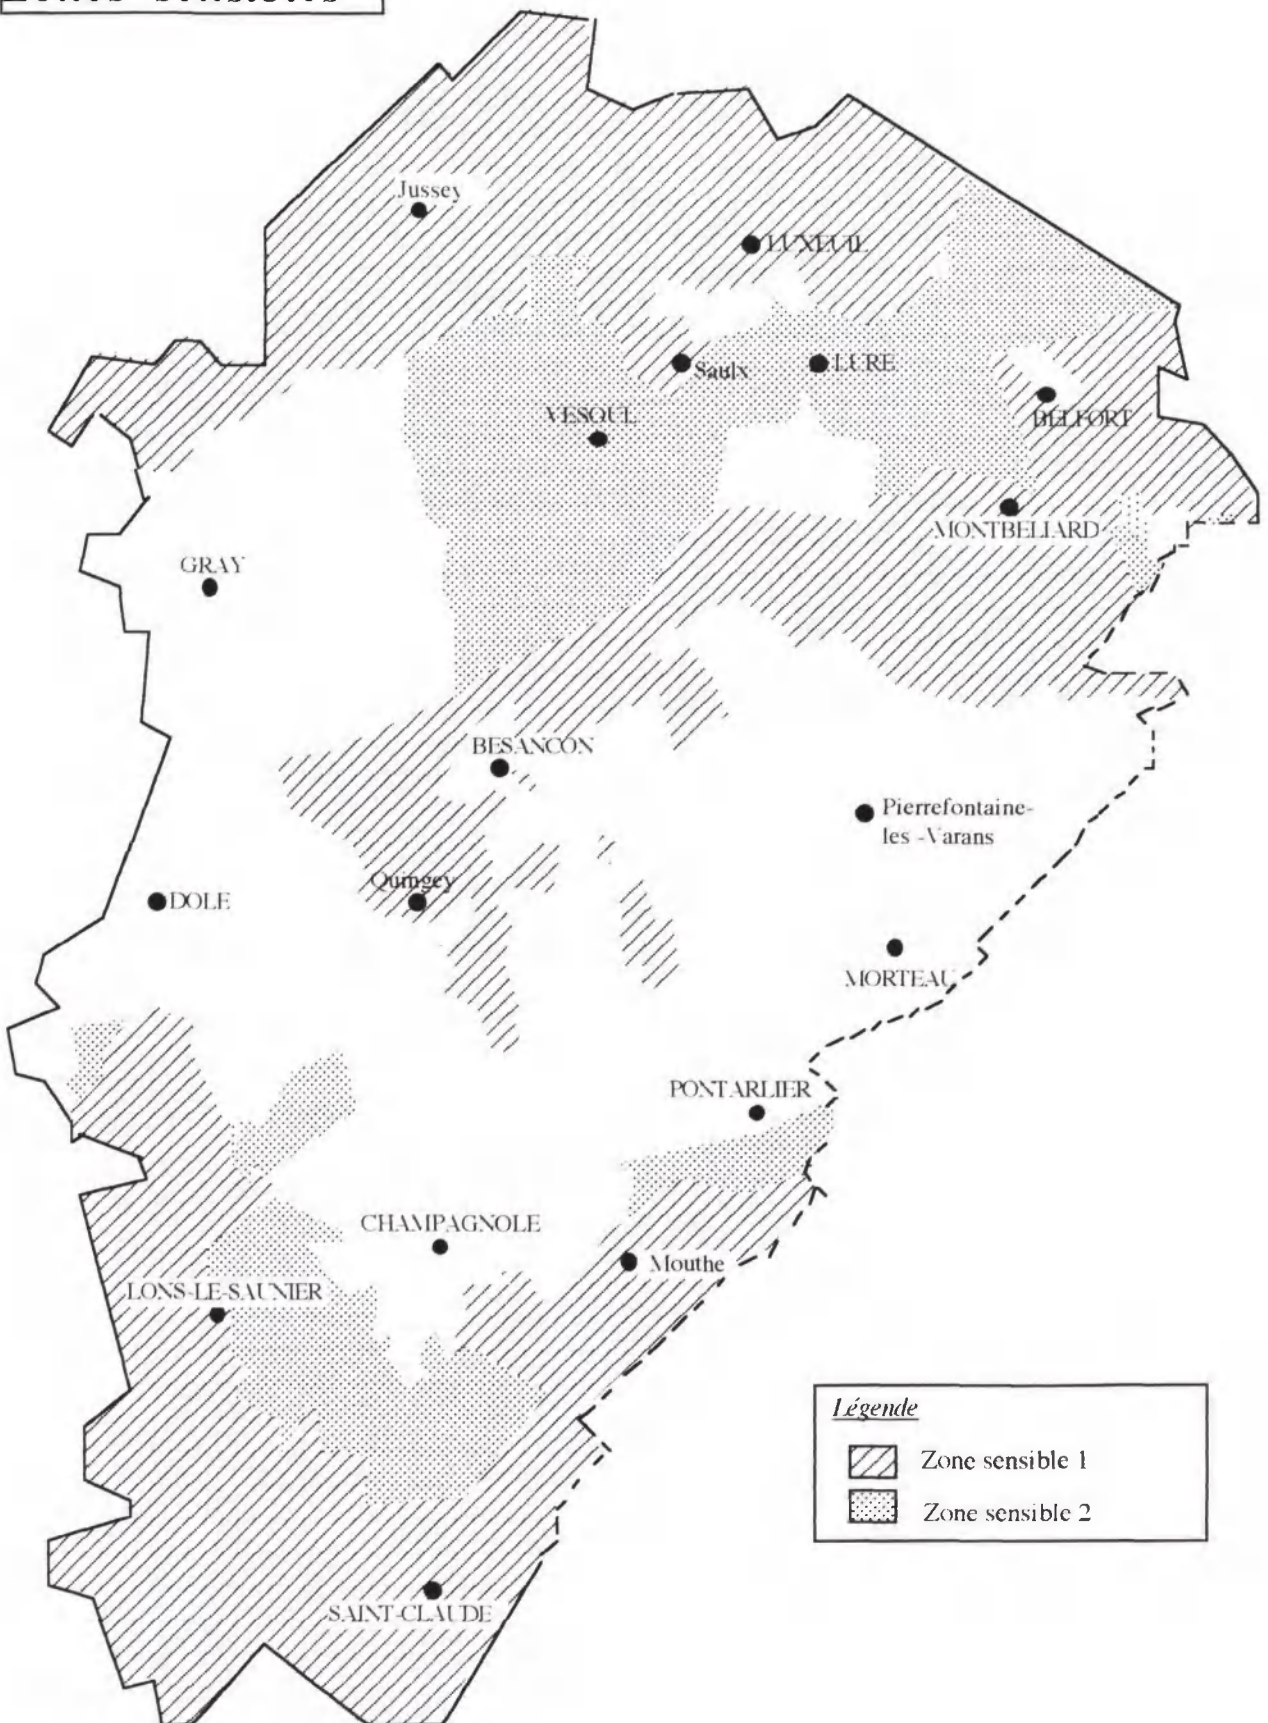 Jussey
LUXEUIL
Saulx
LURE
VESOUL
BELFORT
MONTBELIARD
GRAY
BESANCON
Pierrefontaine-
les -Varans
Quingey
DOLE
MORTEAU
PONTARLIER
CHAMPAGNOLE
Mouthe
LONS-LE-SAUNIER
Légende
Zone sensible 1
Zone sensible 2
SAINT-CLAUDE